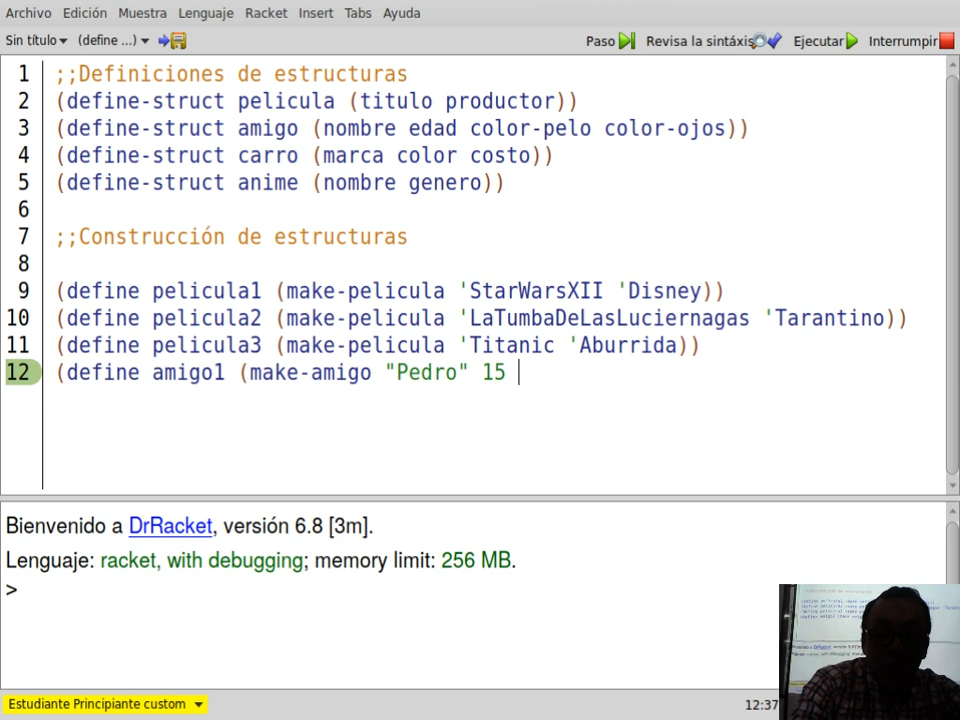 Archivo Edición Muestra Lenguaje Racket Insert Tabs Ayuda
Sin título (define ...) Paso Revisa la sintáxis Ejecutar Interrumpir
1 ;;Definiciones de estructuras
2 (define-struct pelicula (titulo productor))
3 (define-struct amigo (nombre edad color-pelo color-ojos))
4 (define-struct carro (marca color costo))
5 (define-struct anime (nombre genero))
6
7 ;;Construcción de estructuras
8
9 (define pelicula1 (make-pelicula 'StarWarsXII 'Disney))
10 (define pelicula2 (make-pelicula 'LaTumbaDeLasLuciernagas 'Tarantino))
11 (define pelicula3 (make-pelicula 'Titanic 'Aburrida))
12 (define amigo1 (make-amigo "Pedro" 15
Bienvenido a DrRacket, versión 6.8 [3m].
Lenguaje: racket, with debugging; memory limit: 256 MB.
>
Estudiante Principiante custom 12:37